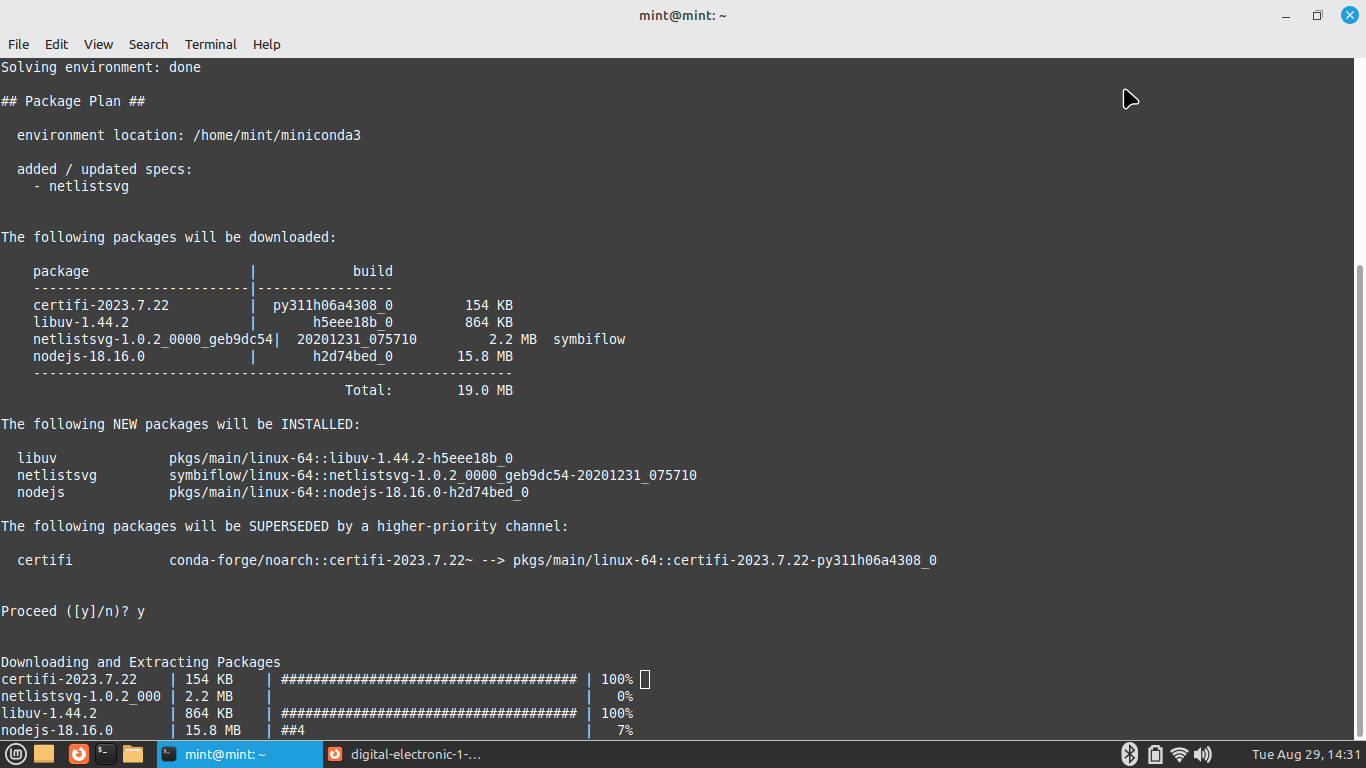 mint@mint: ~
File Edit View Search Terminal Help
Solving environment: done
## Package Plan ##
environment location: /home/mint/miniconda3
added / updated specs:
- netlistsvg
The following packages will be downloaded:
package | build
---------------------------|-----------------
certifi-2023.7.22 | py311h06a4308_0 154 KB
libuv-1.44.2 | h5eee18b_0 864 KB
netlistsvg-1.0.2_0000_geb9dc54| 20201231_075710 2.2 MB symbiflow
nodejs-18.16.0 | h2d74bed_0 15.8 MB
------------------------------------------------------------
Total: 19.0 MB
The following NEW packages will be INSTALLED:
libuv pkgs/main/linux-64::libuv-1.44.2-h5eee18b_0
netlistsvg symbiflow/linux-64::netlistsvg-1.0.2_0000_geb9dc54-20201231_075710
nodejs pkgs/main/linux-64::nodejs-18.16.0-h2d74bed_0
The following packages will be SUPERSEDED by a higher-priority channel:
certifi conda-forge/noarch::certifi-2023.7.22~ --> pkgs/main/linux-64::certifi-2023.7.22-py311h06a4308_0
Proceed ([y]/n)? y
Downloading and Extracting Packages
certifi-2023.7.22 | 154 KB | ##################################### | 100%
netlistsvg-1.0.2_000 | 2.2 MB | | 0%
libuv-1.44.2 | 864 KB | ##################################### | 100%
nodejs-18.16.0 | 15.8 MB | ##4 | 7%
mint@mint: ~ digital-electronic-1-... Tue Aug 29, 14:31